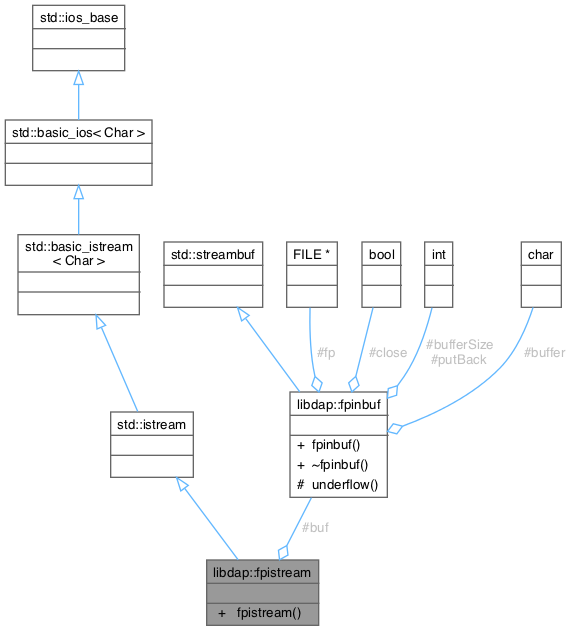 std::ios_base
std::basic_ios< Char >
std::basic_istream
< Char >
std::streambuf
FILE *
bool
int
char
#fp
#close
#bufferSize
#putBack
#buffer
std::istream
libdap::fpinbuf
+ fpinbuf()
+ ~fpinbuf()
# underflow()
#buf
libdap::fpistream
+ fpistream()